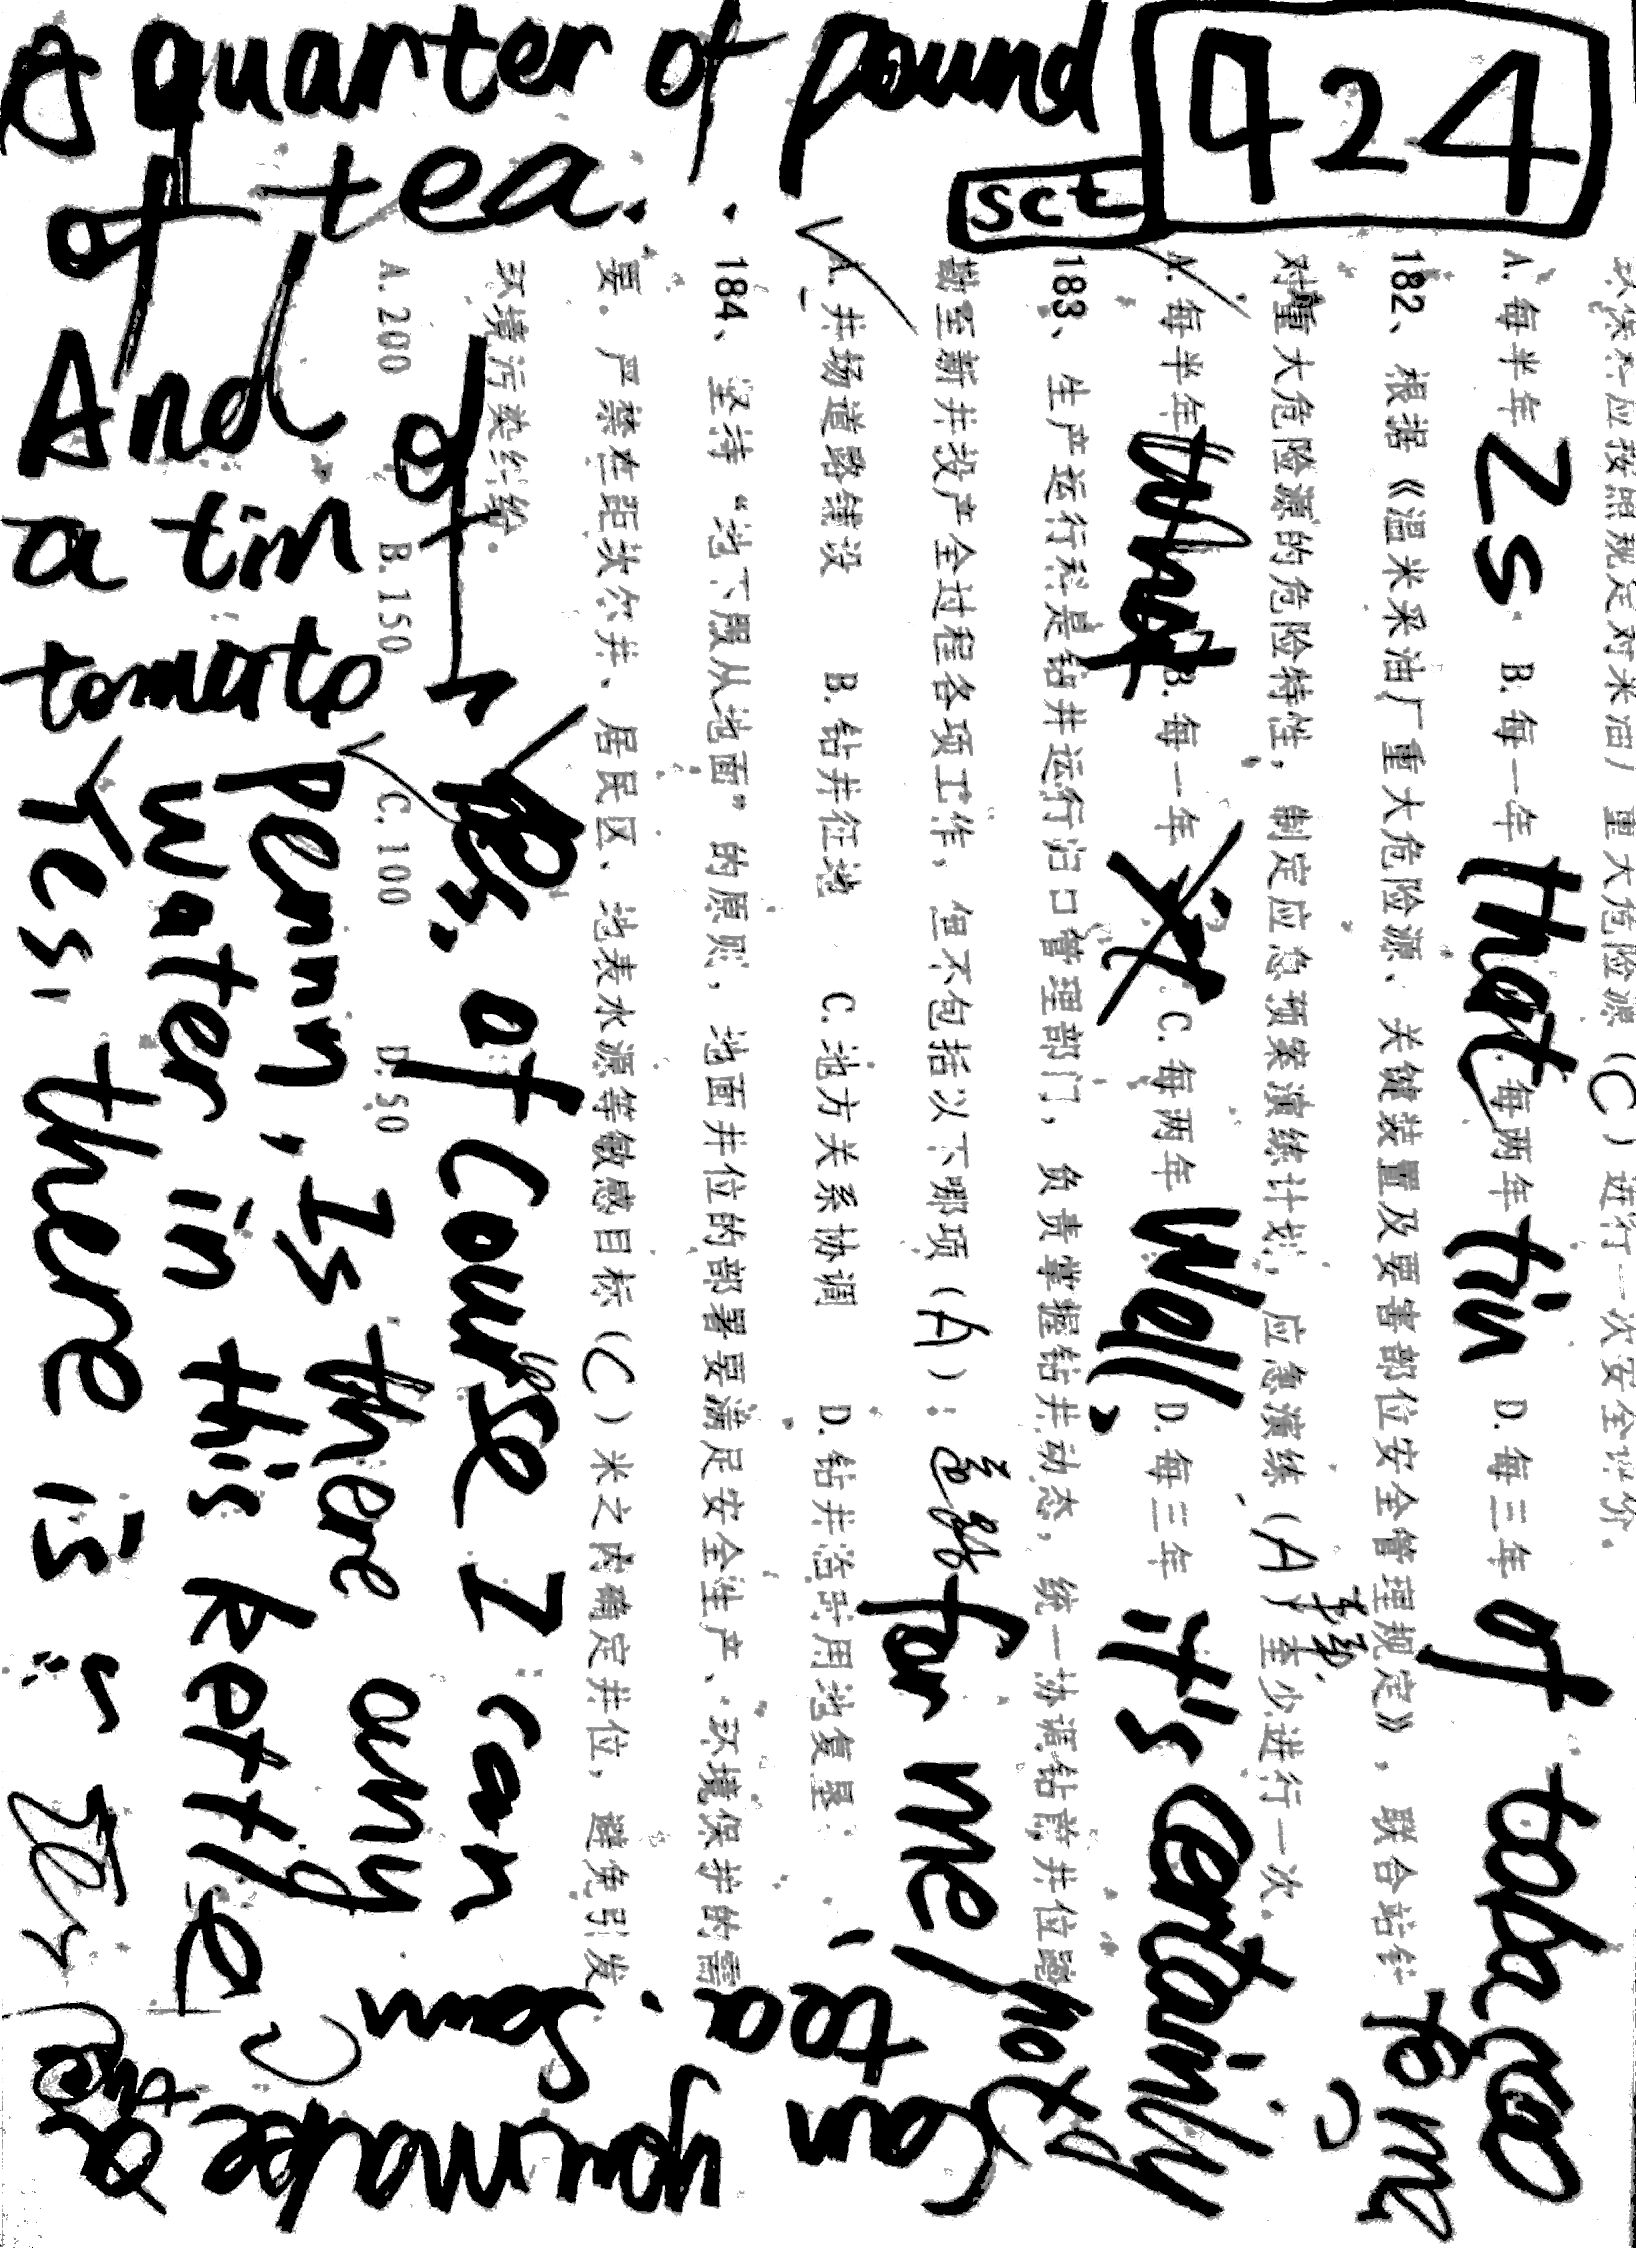 A quarter of pound
of tea.
424
sct
And
a tin of
tomato
Is that tin of tobacco
for me?
what it Well, it's certainly
not
for me!
Can you make
tea, Sam
Yes. of course I can
Is there any
water in this kettle
Yes, there is
应按照规定对采油厂重大危险源（C）进行一次安全评价。
A. 每半年 B. 每一年 C. 每两年 D. 每三年
182、根据《温米采油厂重大危险源、关键装置及要害部位安全管理规定》，联合站针
对重大危险源的危险特性，制定应急预案演练计划，应急演练（A）至少进行一次。
A. 每半年 B. 每一年 C. 每两年 D. 每三年
183、生产运行科是钻井运行归口管理部门，负责掌握钻井动态，统一协调钻前井位踏
勘至新井投产全过程各项工作，但不包括以下哪项（A）：道路
A. 井场道路建设 B. 钻井征地 C. 地方关系协调 D. 钻井临时用地复垦
184、坚持“地下服从地面”的原则，地面井位的部署要满足安全生产、环境保护的需
要。严禁在距坎尔井、居民区、地表水源等敏感目标（C）米之内确定井位，避免引发
环境污染纠纷。
A. 200 B. 150 C. 100 D. 50